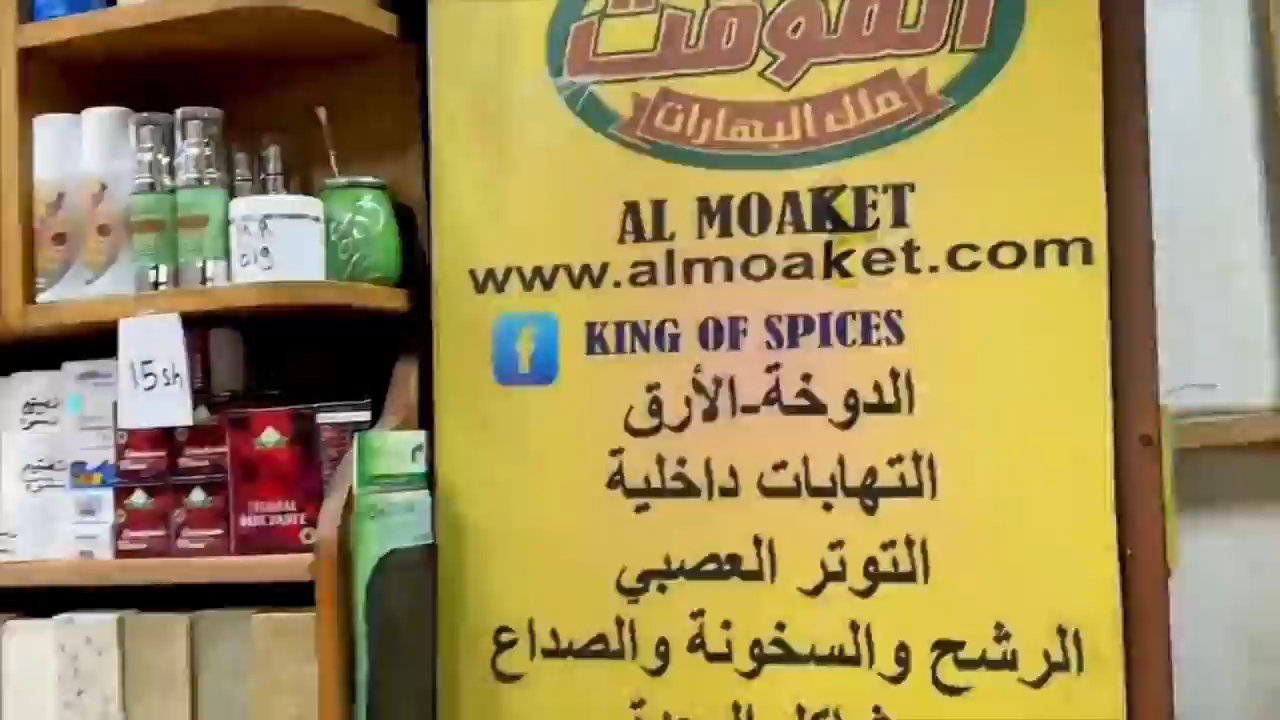 الموقت
ملك البهارات
AL MOAKET
www.almoaket.com
KING OF SPICES
الدوخة-الأرق
التهابات داخلية
التوتر العصبي
الرشح والسخونة والصداع
15sh